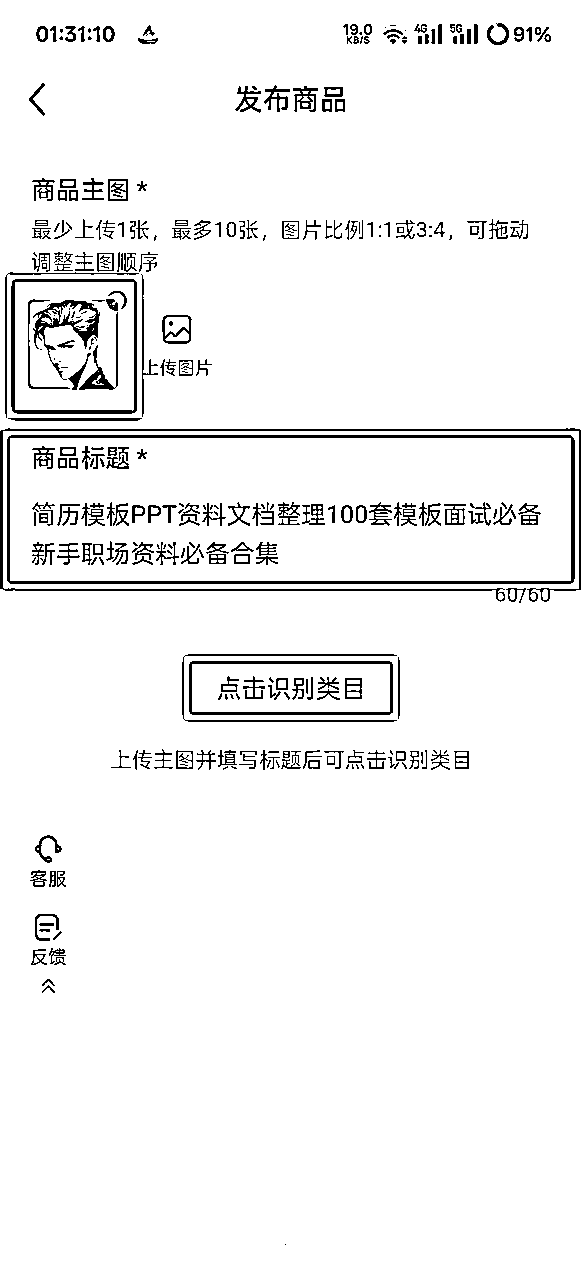 01:31:10 19.0 KB/S 4G 5G 91%
发布商品
商品主图 *
最少上传1张，最多10张，图片比例1:1或3:4，可拖动
调整主图顺序
上传图片
商品标题 *
简历模板PPT资料文档整理100套模板面试必备
新手职场资料必备合集
60/60
点击识别类目
上传主图并填写标题后可点击识别类目
客服
反馈